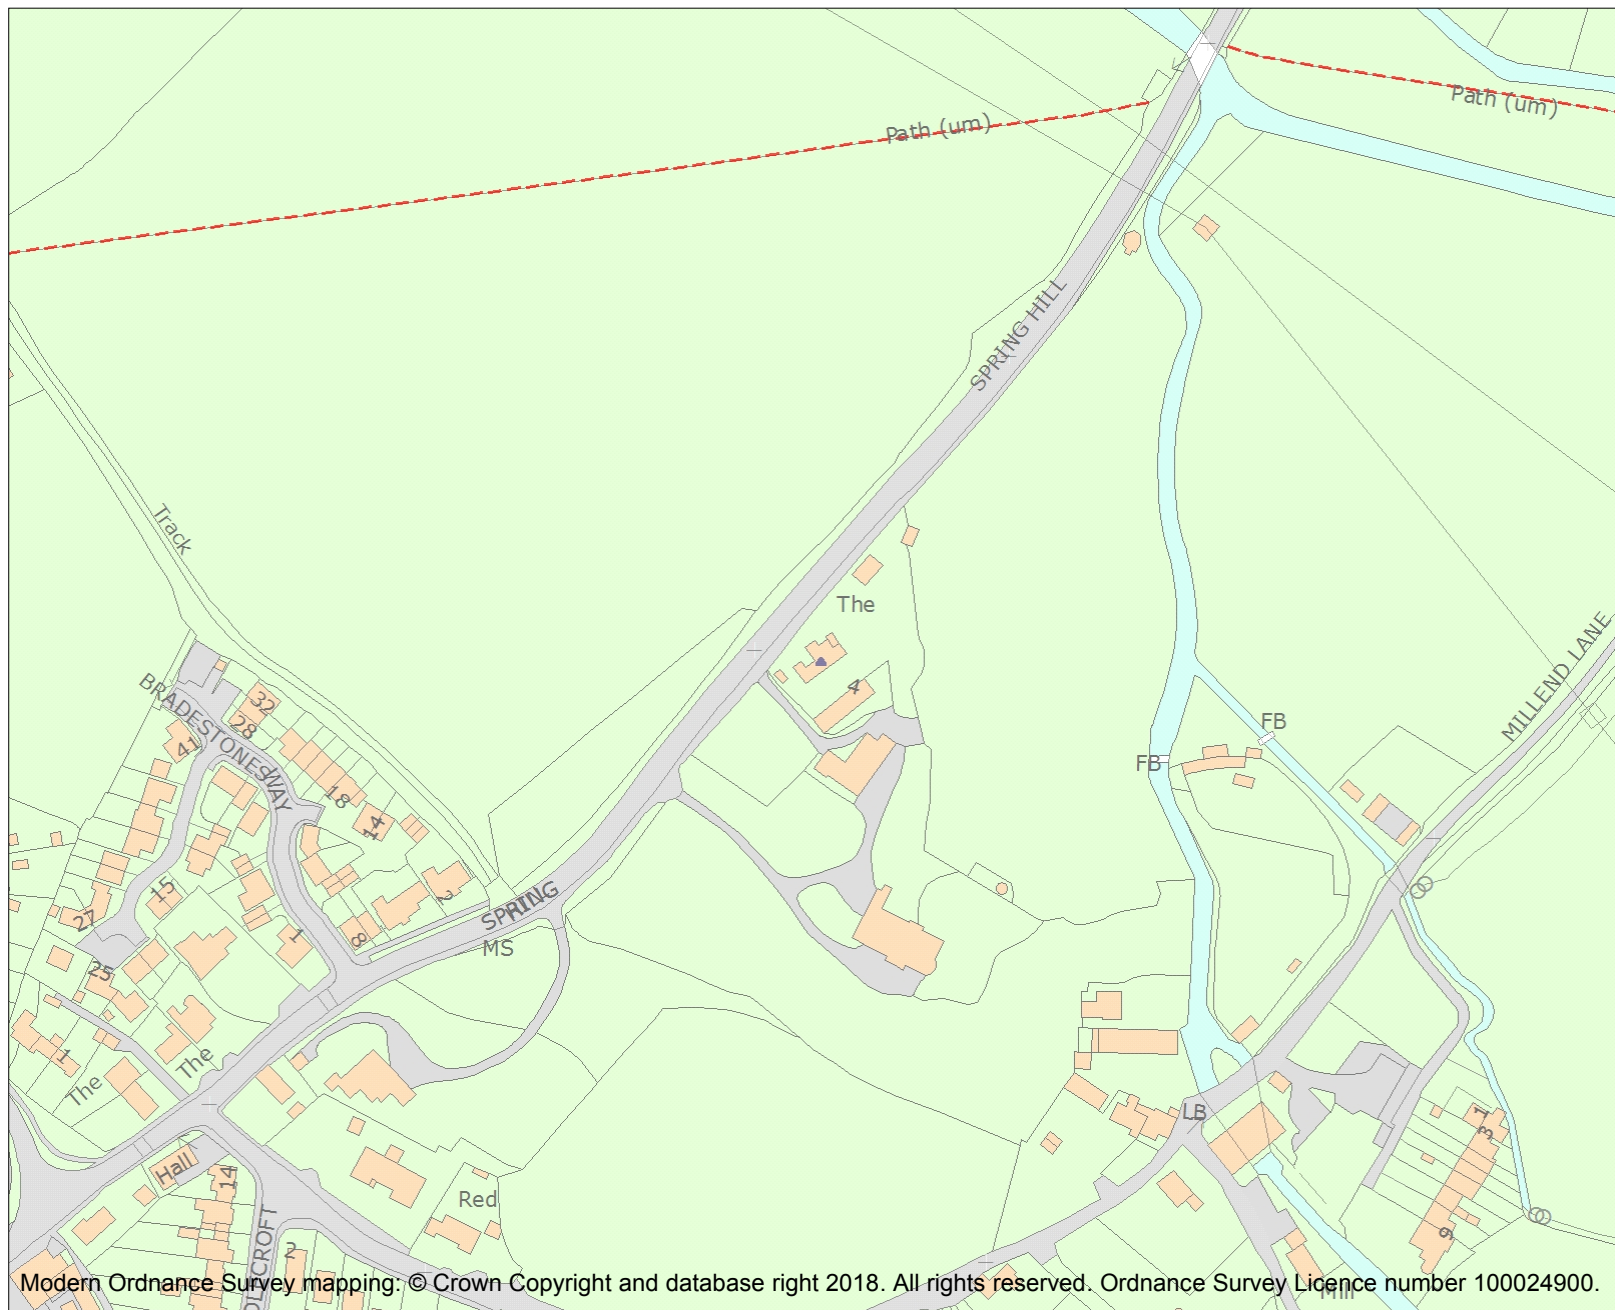 Path (um)
Path (um)
SPRING HILL
Track
The
MILLEND LANE
BRADESTONES WAY
32
28
41
4
FB
FB
18
14
2
15
27
SPRING
HILL
MS
1
8
25
1
The
The
LB
1
3
Hall
14
Red
9
2
Mill
Modern Ordnance Survey mapping: © Crown Copyright and database right 2018. All rights reserved. Ordnance Survey Licence number 100024900.